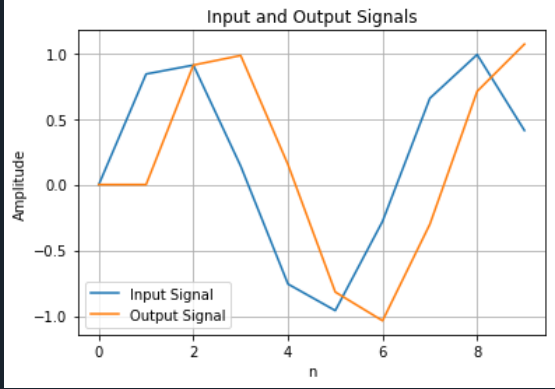 Input and Output Signals
1.0
0.5
0.0
−0.5
−1.0
Amplitude
Input Signal
Output Signal
0 2 4 6 8
n